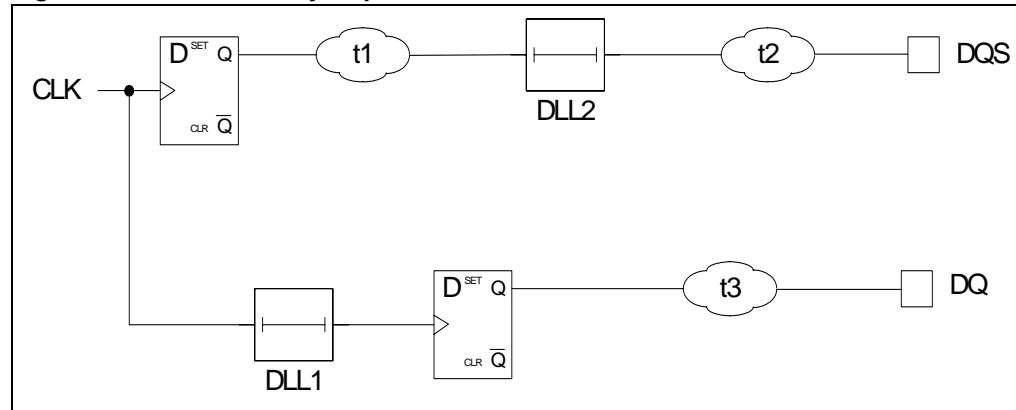 D SET Q
t1
t2
DQS
CLK
CLR Q
DLL2
D SET Q
t3
DQ
CLR Q
DLL1